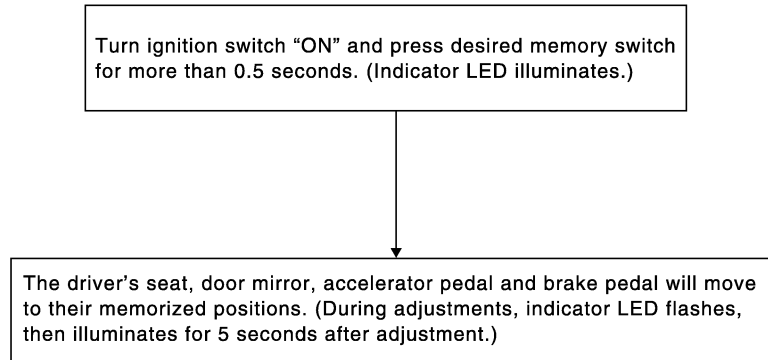 Turn ignition switch “ON” and press desired memory switch
for more than 0.5 seconds. (Indicator LED illuminates.)
The driver’s seat, door mirror, accelerator pedal and brake pedal will move
to their memorized positions. (During adjustments, indicator LED flashes,
then illuminates for 5 seconds after adjustment.)